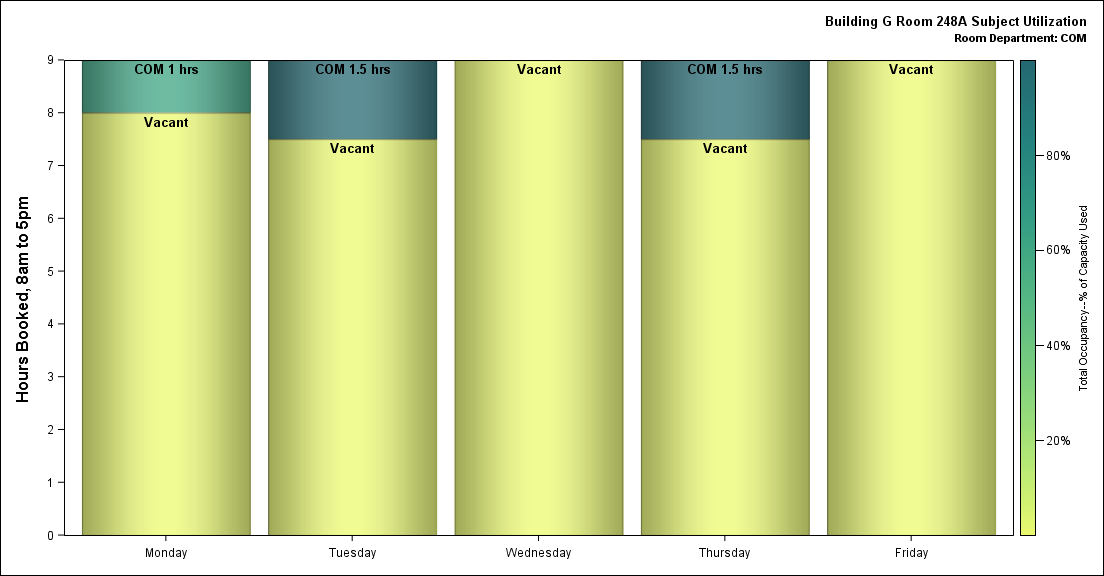 Building G Room 248A Subject Utilization
Room Department: COM
Hours Booked, 8am to 5pm
9
8
7
6
5
4
3
2
1
0
COM 1 hrs
Vacant
COM 1.5 hrs
Vacant
Vacant
COM 1.5 hrs
Vacant
Vacant
Monday
Tuesday
Wednesday
Thursday
Friday
80%
60%
40%
20%
Total Occupancy--% of Capacity Used